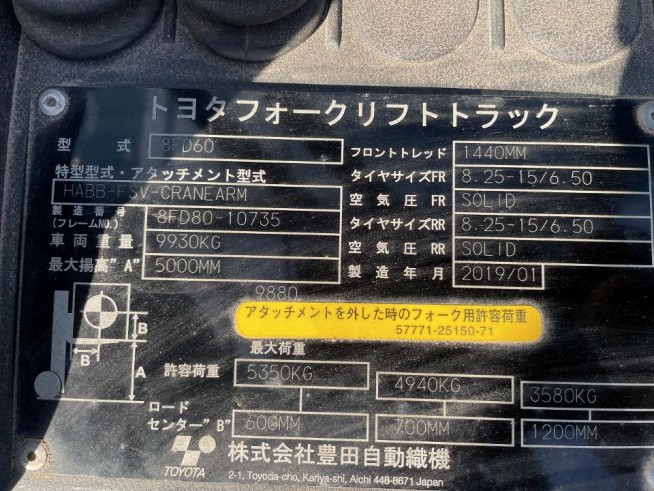 トヨタフォークリフトトラック
型 式 8FD60
特型型式・アタッチメント型式
HABB-FSV-CRANEARM
製造番号 (フレームNO.) 8FD80-10735
車両重量 9930KG
最大揚高"A" 5000MM
フロントトレッド 1440MM
タイヤサイズFR 8.25-15/6.50
空気圧 FR SOLID
タイヤサイズRR 8.25-15/6.50
空気圧 RR SOLID
製造年月 2019/01
9880
アタッチメントを外した時のフォーク用許容荷重
57771-25150-71
B
B
A
最大荷重
許容荷重 5350KG 4940KG 3580KG
ロードセンター"B" 600MM 700MM 1200MM
TOYOTA
株式会社豊田自動織機
2-1, Toyoda-cho, Kariya-shi, Aichi 448-8671 Japan